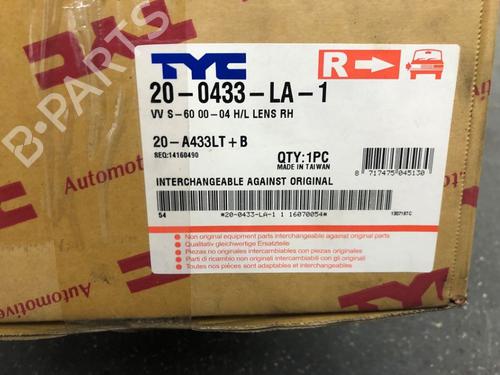 TYC
R
20-0433-LA-1
VV S-60 00-04 H/L LENS RH
20-A433LT+B
SEQ:14160490
QTY:1PC
MADE IN TAIWAN
8 717475 045130
INTERCHANGEABLE AGAINST ORIGINAL
54 *20-0433-LA-1 1 16070054* 130716TC
Non original equipment parts interchangeables against original
Qualitativ gleichwertige Ersatzteile
Piezas no originales intercambiables con piezas originales
Parti di ricambio non originali intercambiabili con gli originali
Toutes nos pièces sont adaptables et interchangeables
Automotive
Automotive
B-PARTS